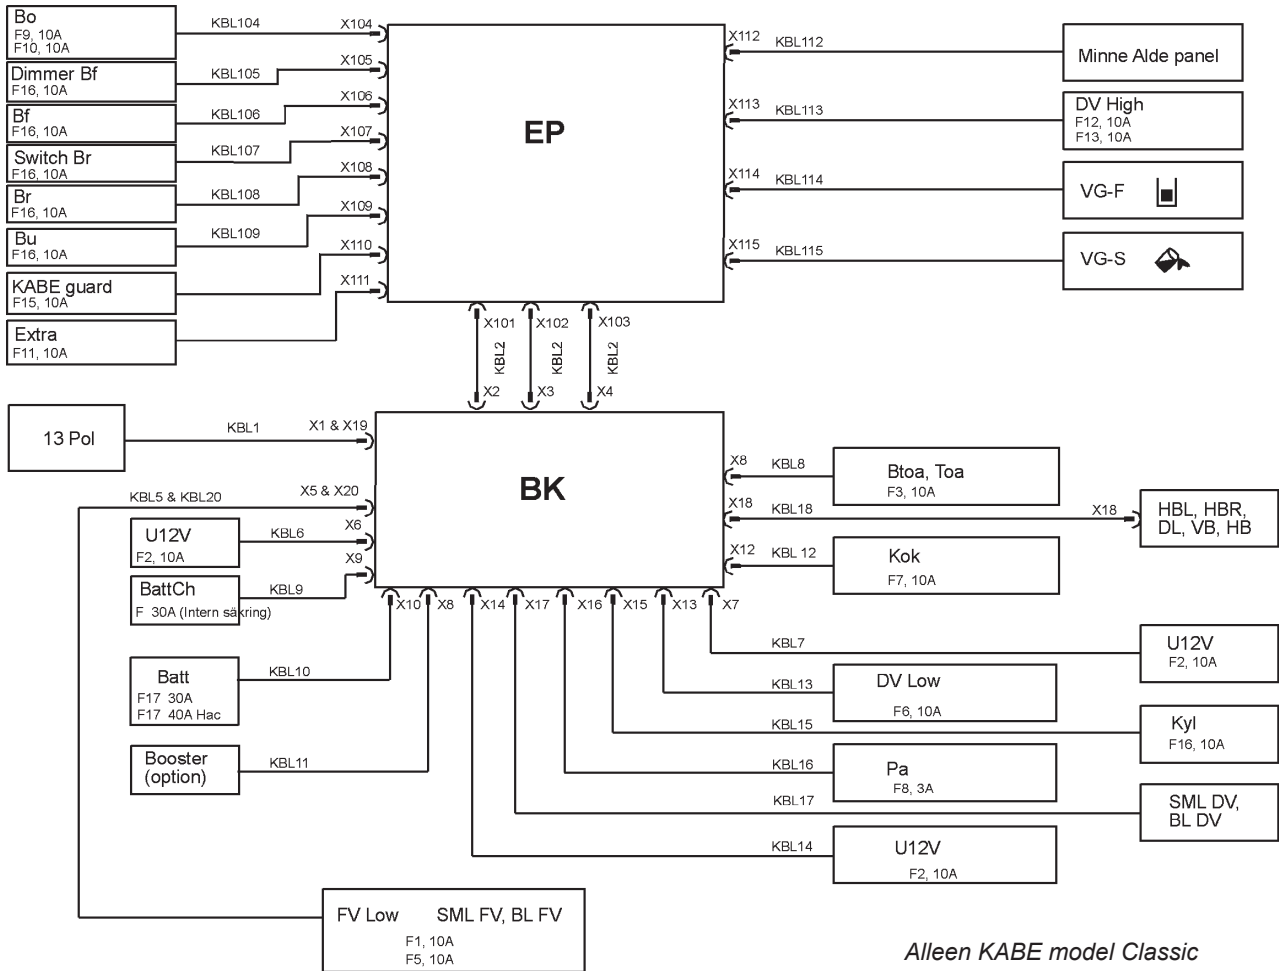 Bo
F9, 10A
F10, 10A
KBL104
X104
Dimmer Bf
F16, 10A
KBL105
X105
Bf
F16, 10A
KBL106
X106
Switch Br
F16, 10A
KBL107
X107
Br
F16, 10A
KBL108
X108
Bu
F16, 10A
KBL109
X109
KABE guard
F15, 10A
X110
Extra
F11, 10A
X111
EP
X112
KBL112
Minne Alde panel
X113
KBL113
DV High
F12, 10A
F13, 10A
X114
KBL114
VG-F
X115
KBL115
VG-S
X101
X102
X103
KBL2
KBL2
KBL2
X2
X3
X4
13 Pol
KBL1
X1 & X19
KBL5 & KBL20
X5 & X20
U12V
F2, 10A
KBL6
X6
BattCh
F 30A (Intern säkring)
KBL9
X9
BK
X8
KBL8
Btoa, Toa
F3, 10A
X18
KBL18
X18
HBL, HBR,
DL, VB, HB
X12
KBL 12
Kok
F7, 10A
X10
X8
X14
X17
X16
X15
X13
X7
Batt
F17 30A
F17 40A Hac
KBL10
Booster
(option)
KBL11
KBL7
U12V
F2, 10A
KBL13
DV Low
F6, 10A
KBL15
Kyl
F16, 10A
KBL16
Pa
F8, 3A
KBL17
SML DV,
BL DV
KBL14
U12V
F2, 10A
FV Low SML FV, BL FV
F1, 10A
F5, 10A
Alleen KABE model Classic